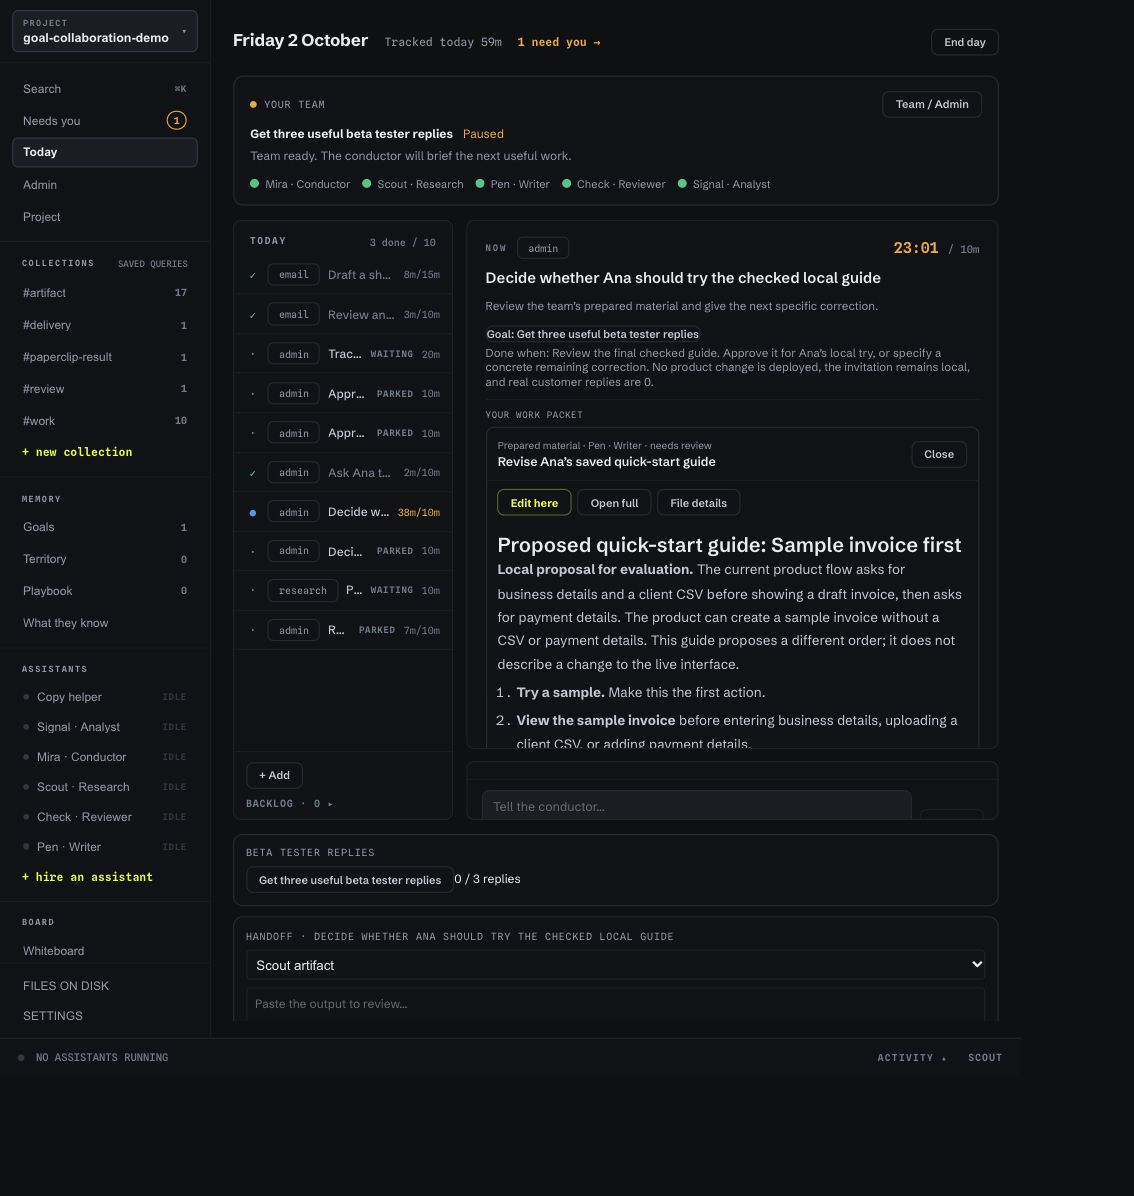 PROJECT
goal-collaboration-demo
Search ⌘K
Needs you 1
Today
Admin
Project
COLLECTIONS SAVED QUERIES
#artifact 17
#delivery 1
#paperclip-result 1
#review 1
#work 10
+ new collection
MEMORY
Goals 1
Territory 0
Playbook 0
What they know
ASSISTANTS
Copy helper IDLE
Signal · Analyst IDLE
Mira · Conductor IDLE
Scout · Research IDLE
Check · Reviewer IDLE
Pen · Writer IDLE
+ hire an assistant
BOARD
Whiteboard
FILES ON DISK
SETTINGS
Friday 2 October Tracked today 59m 1 need you →
End day
YOUR TEAM
Team / Admin
Get three useful beta tester replies Paused
Team ready. The conductor will brief the next useful work.
Mira · Conductor Scout · Research Pen · Writer Check · Reviewer Signal · Analyst
TODAY 3 done / 10
✓ email Draft a sh... 8m/15m
✓ email Review an... 3m/10m
· admin Trac... WAITING 20m
· admin Appr... PARKED 10m
· admin Appr... PARKED 10m
✓ admin Ask Ana t... 2m/10m
admin Decide w... 38m/10m
· admin Deci... PARKED 10m
· research P... WAITING 10m
· admin R... PARKED 7m/10m
+ Add
BACKLOG · 0 ▸
NOW admin 23:01 / 10m
Decide whether Ana should try the checked local guide
Review the team's prepared material and give the next specific correction.
Goal: Get three useful beta tester replies
Done when: Review the final checked guide. Approve it for Ana's local try, or specify a
concrete remaining correction. No product change is deployed, the invitation remains local,
and real customer replies are 0.
YOUR WORK PACKET
Prepared material · Pen · Writer · needs review
Revise Ana's saved quick-start guide
Close
Edit here Open full File details
Proposed quick-start guide: Sample invoice first
Local proposal for evaluation. The current product flow asks for
business details and a client CSV before showing a draft invoice, then asks
for payment details. The product can create a sample invoice without a
CSV or payment details. This guide proposes a different order; it does not
describe a change to the live interface.
1. Try a sample. Make this the first action.
2. View the sample invoice before entering business details, uploading a
client CSV, or adding payment details.
Tell the conductor...
BETA TESTER REPLIES
Get three useful beta tester replies 0 / 3 replies
HANDOFF · DECIDE WHETHER ANA SHOULD TRY THE CHECKED LOCAL GUIDE
Scout artifact
Paste the output to review...
NO ASSISTANTS RUNNING
ACTIVITY ▴ SCOUT